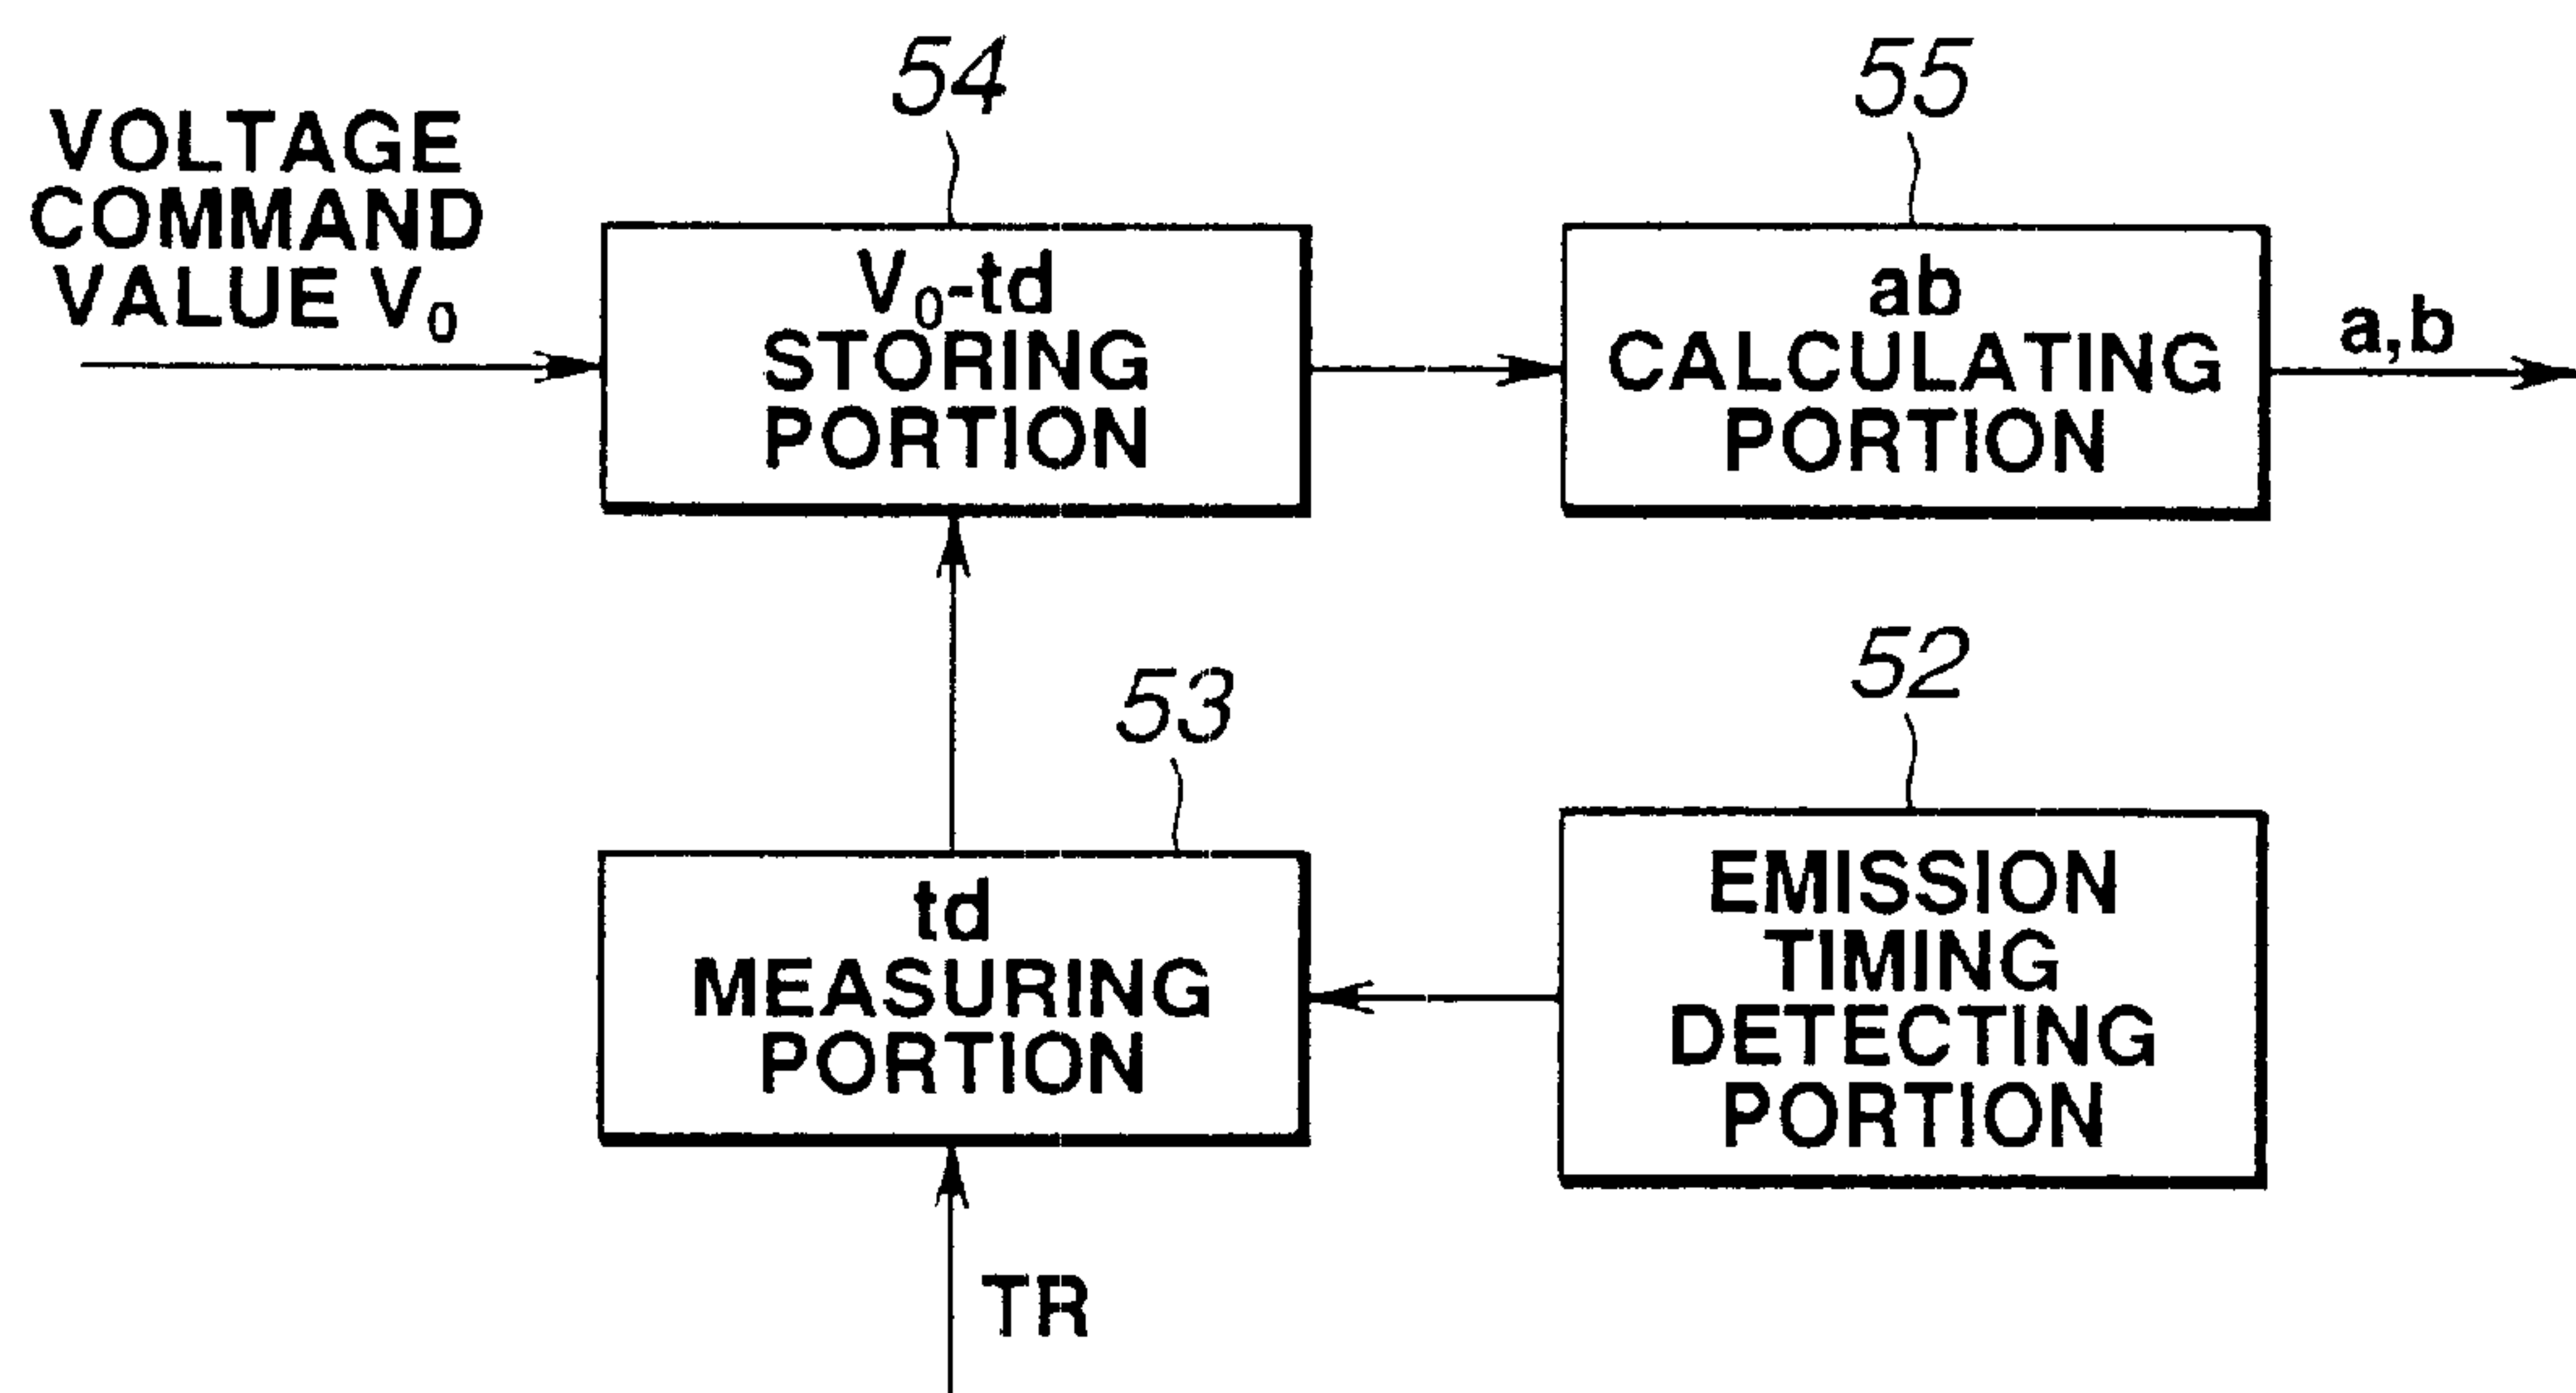 54
55
VOLTAGE
COMMAND
VALUE V₀
V₀-td
STORING
PORTION
ab
CALCULATING
PORTION
a,b
53
52
td
MEASURING
PORTION
EMISSION
TIMING
DETECTING
PORTION
TR